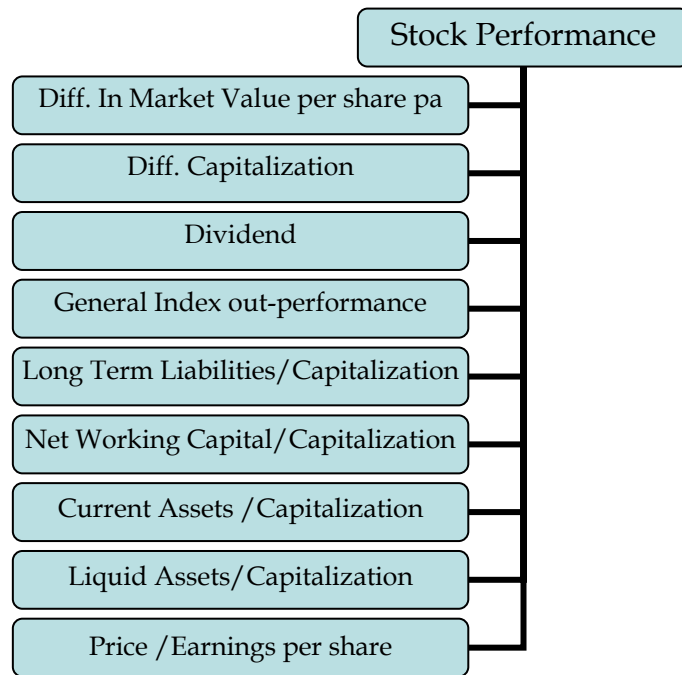 Stock Performance
Diff. In Market Value per share pa
Diff. Capitalization
Dividend
General Index out-performance
Long Term Liabilities/Capitalization
Net Working Capital/Capitalization
Current Assets /Capitalization
Liquid Assets/Capitalization
Price /Earnings per share